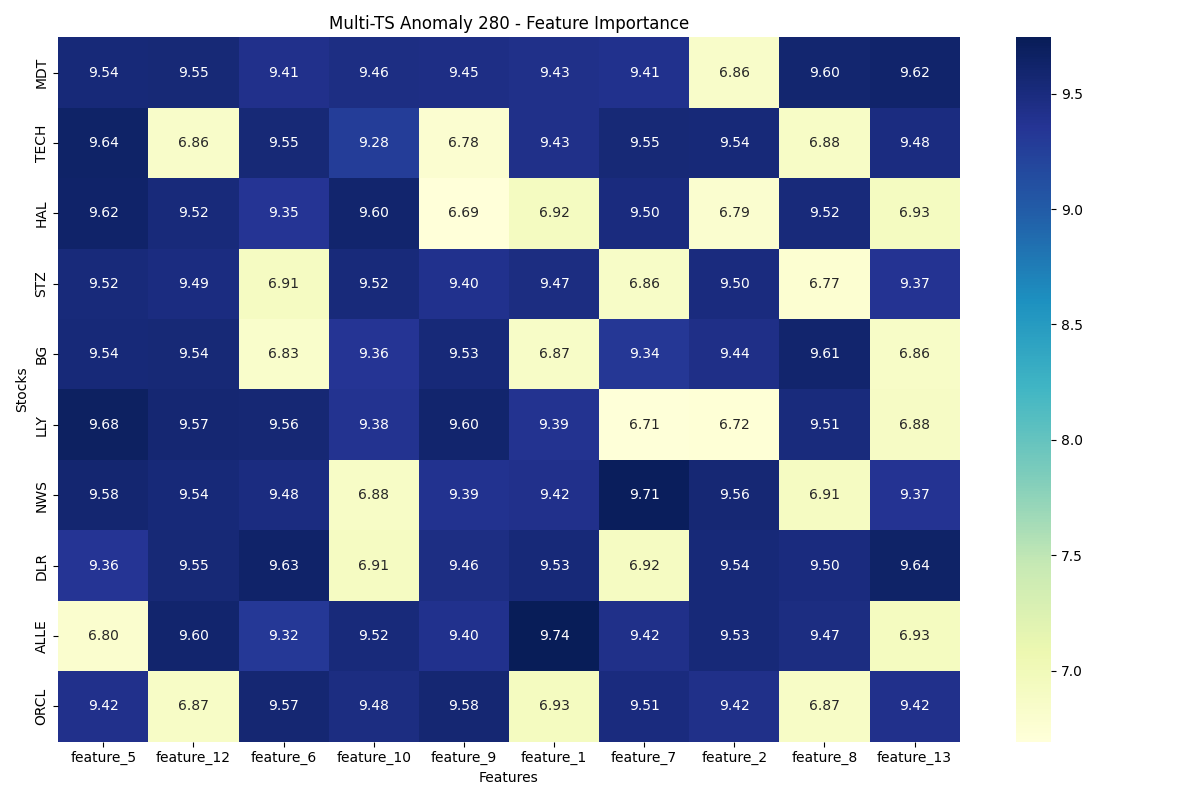 Multi-TS Anomaly 280 - Feature Importance
Stocks
MDT 9.54 9.55 9.41 9.46 9.45 9.43 9.41 6.86 9.60 9.62
TECH 9.64 6.86 9.55 9.28 6.78 9.43 9.55 9.54 6.88 9.48
HAL 9.62 9.52 9.35 9.60 6.69 6.92 9.50 6.79 9.52 6.93
STZ 9.52 9.49 6.91 9.52 9.40 9.47 6.86 9.50 6.77 9.37
BG 9.54 9.54 6.83 9.36 9.53 6.87 9.34 9.44 9.61 6.86
LLY 9.68 9.57 9.56 9.38 9.60 9.39 6.71 6.72 9.51 6.88
NWS 9.58 9.54 9.48 6.88 9.39 9.42 9.71 9.56 6.91 9.37
DLR 9.36 9.55 9.63 6.91 9.46 9.53 6.92 9.54 9.50 9.64
ALLE 6.80 9.60 9.32 9.52 9.40 9.74 9.42 9.53 9.47 6.93
ORCL 9.42 6.87 9.57 9.48 9.58 6.93 9.51 9.42 6.87 9.42
feature_5 feature_12 feature_6 feature_10 feature_9 feature_1 feature_7 feature_2 feature_8 feature_13
Features
9.5
9.0
8.5
8.0
7.5
7.0